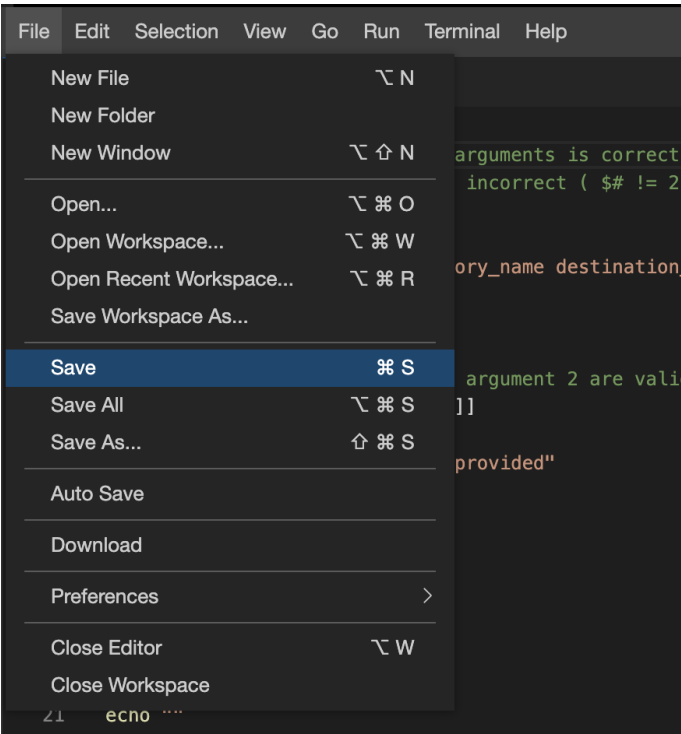 File Edit Selection View Go Run Terminal Help
New File ⌥ N
New Folder
New Window ⌥ ⇧ N
arguments is correct
Open... ⌥ ⌘ O
incorrect ( $# != 2
Open Workspace... ⌥ ⌘ W
Open Recent Workspace... ⌥ ⌘ R
ory_name destination_
Save Workspace As...
Save ⌘ S
argument 2 are vali
Save All ⌥ ⌘ S
]]
Save As... ⇧ ⌘ S
provided"
Auto Save
Download
Preferences >
Close Editor ⌥ W
Close Workspace
21 echo ""